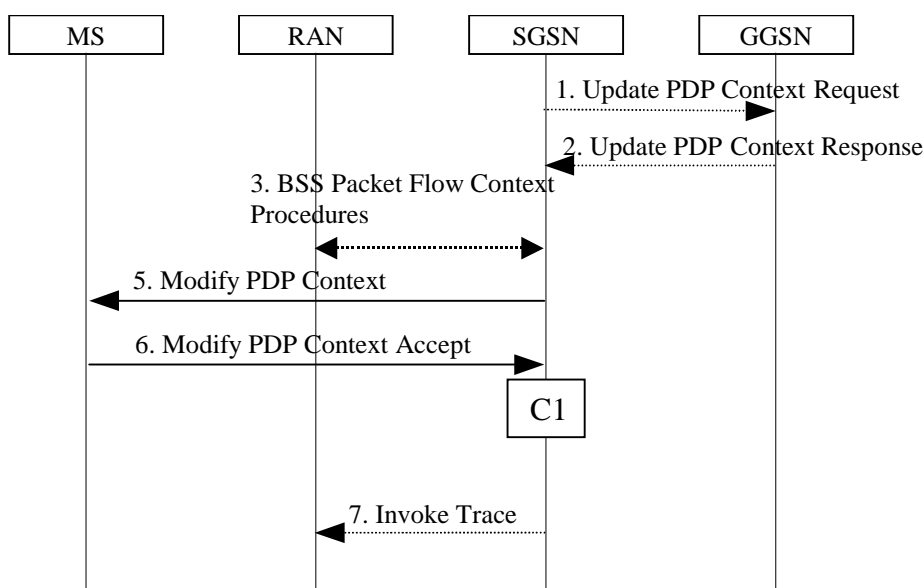 MS
RAN
SGSN
GGSN
1. Update PDP Context Request
2. Update PDP Context Response
3. BSS Packet Flow Context
Procedures
5. Modify PDP Context
6. Modify PDP Context Accept
C1
7. Invoke Trace